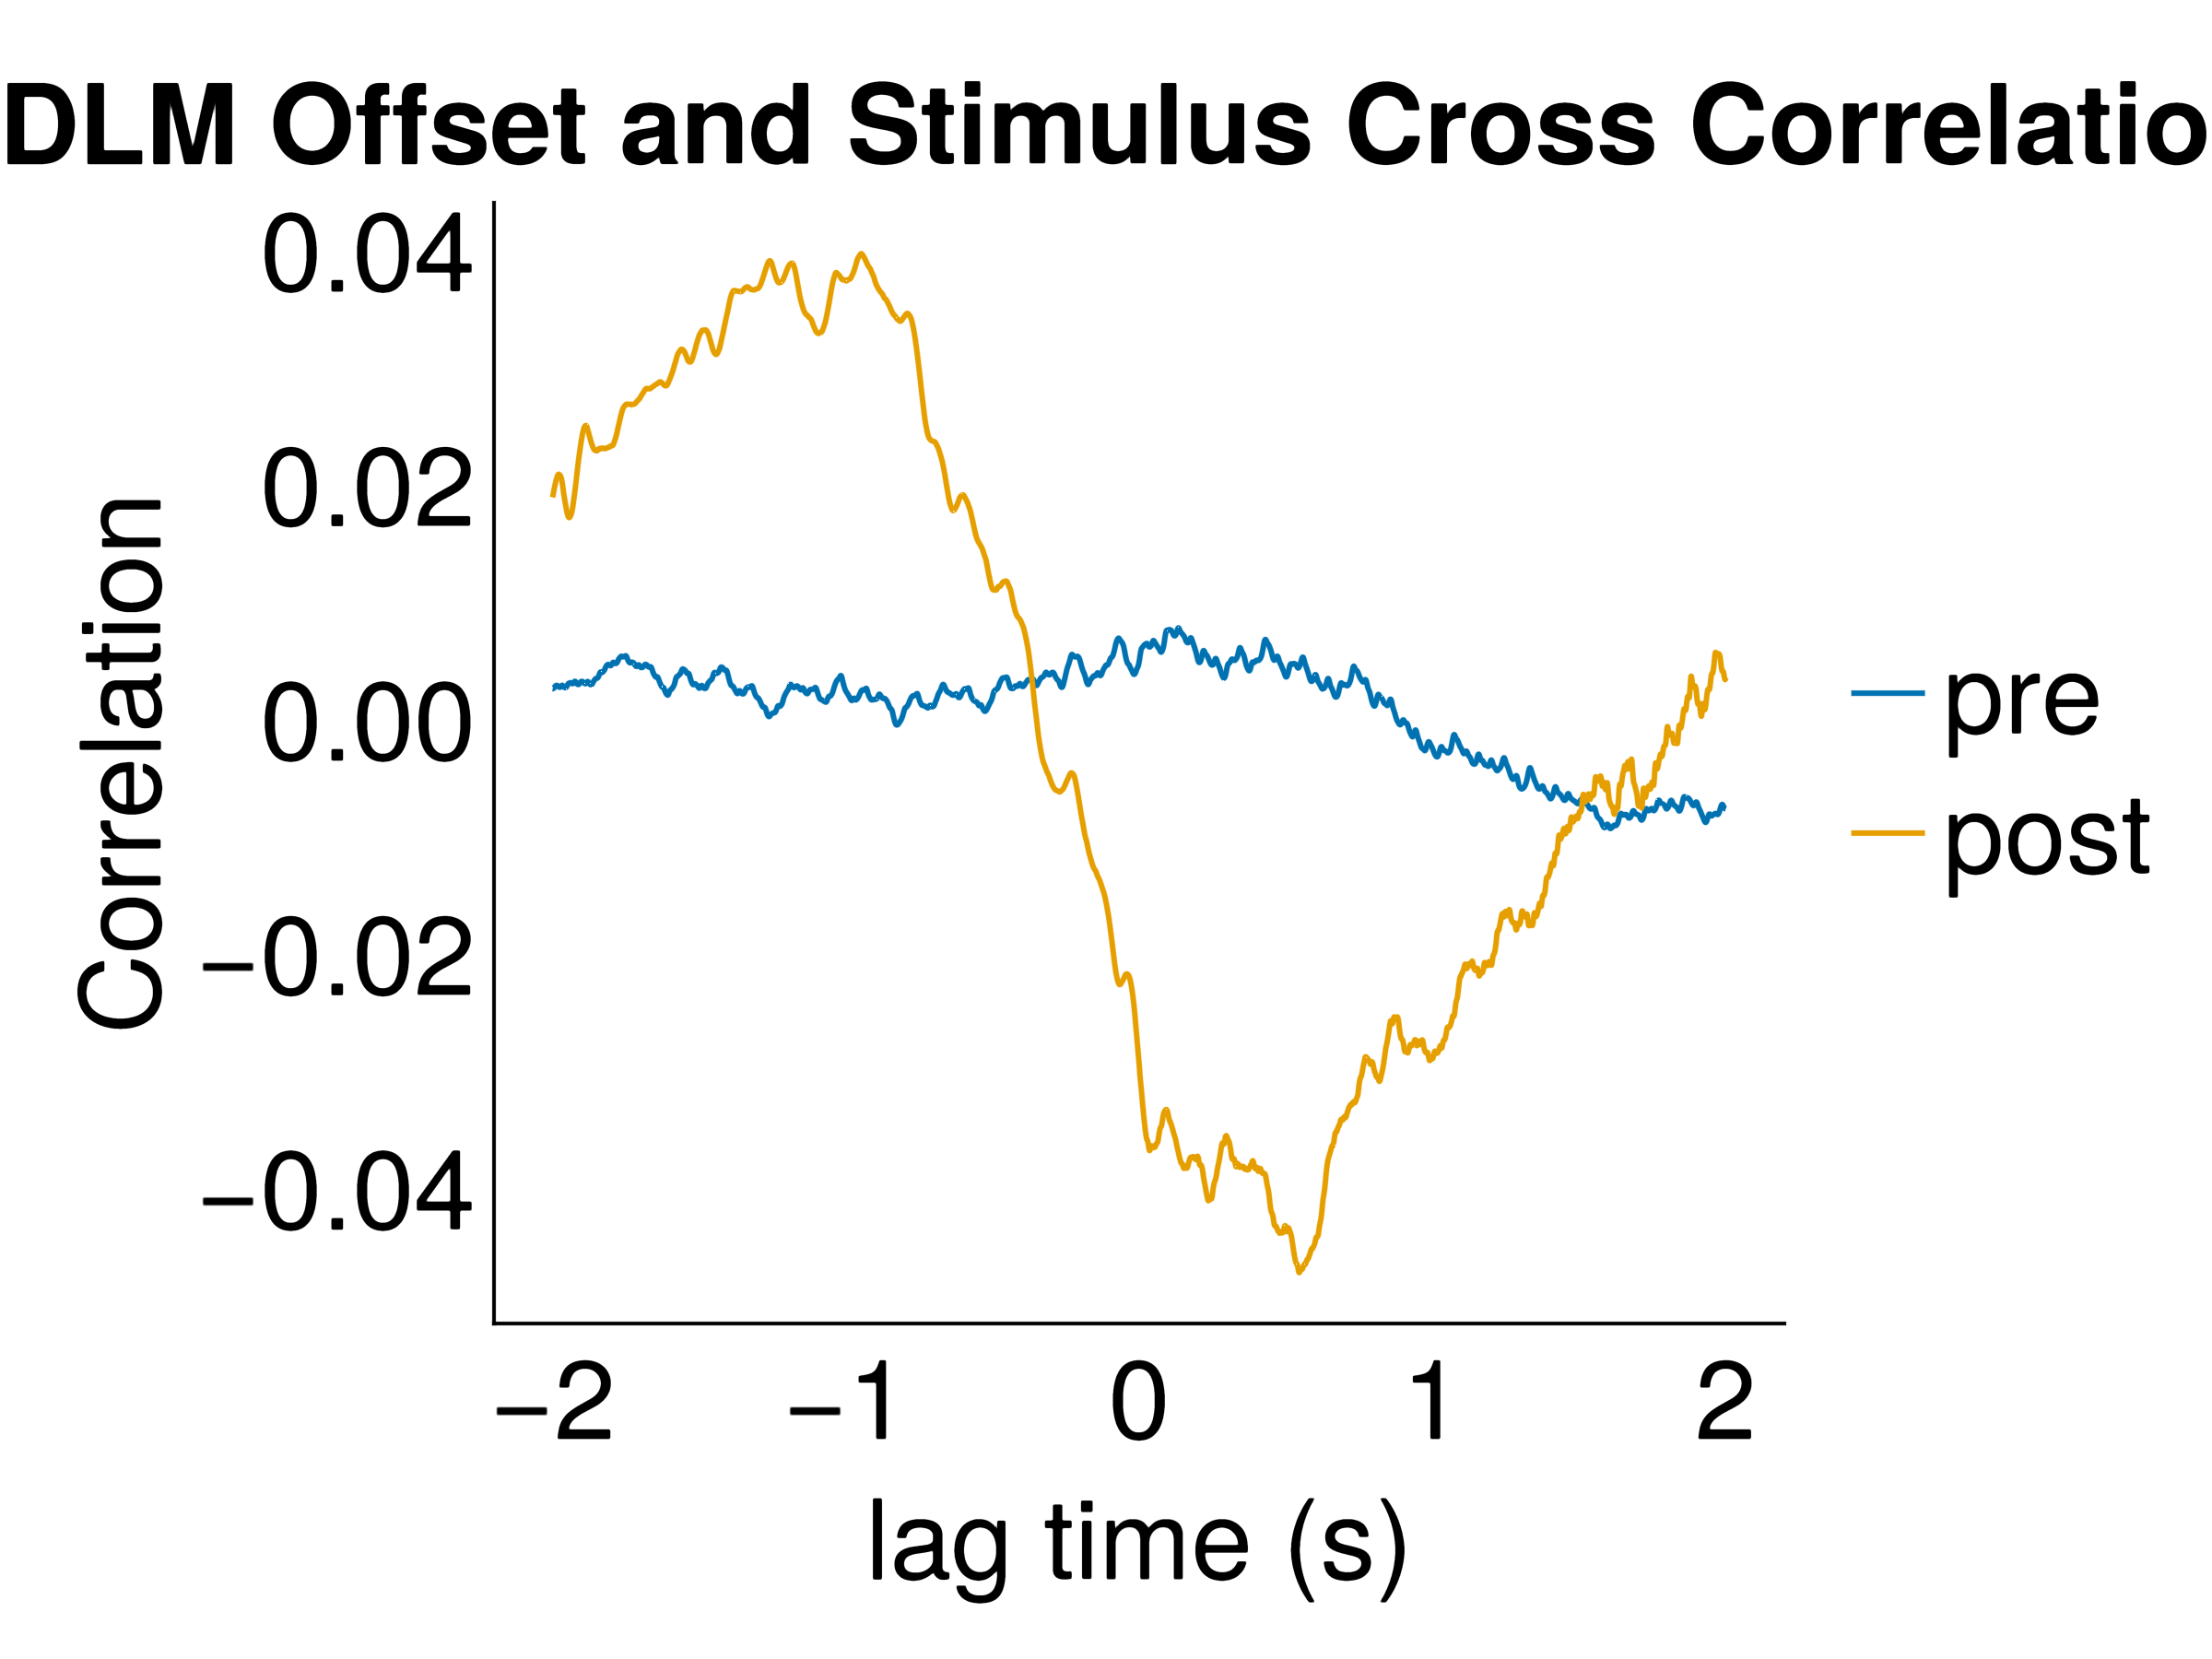 DLM Offset and Stimulus Cross Correlatio
0.04
0.02
0.00
−0.02
−0.04
Correlation
−2 −1 0 1 2
lag time (s)
pre
post